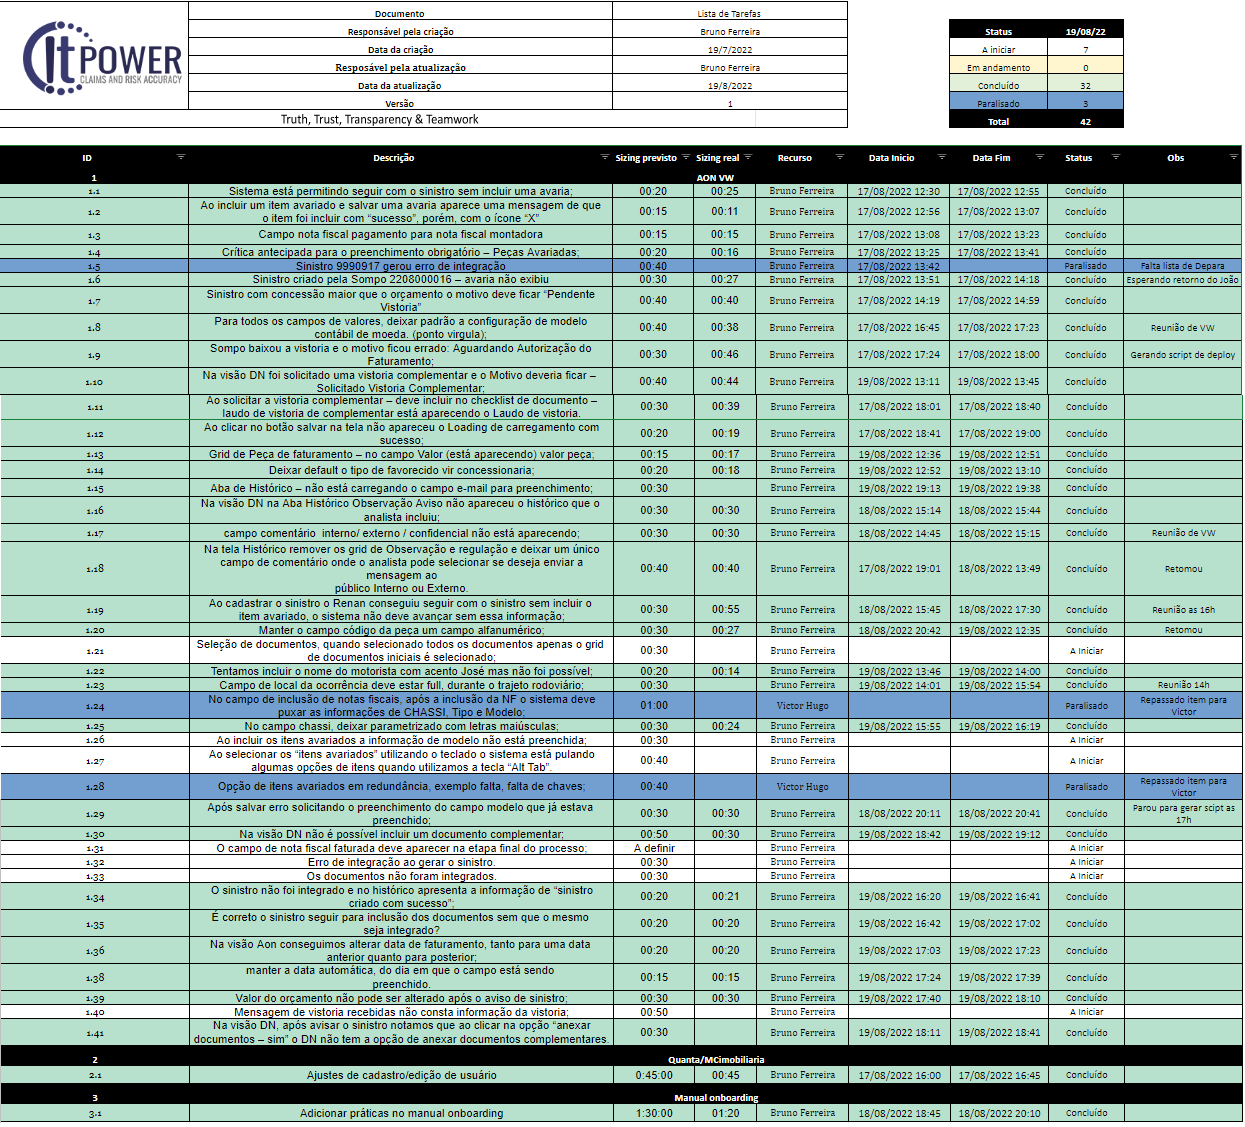 Documento Lista de Tarefas
Responsável pela criação Bruno Ferreira
Data da criação 19/7/2022
Resposável pela atualização Bruno Ferreira
Data da atualização 19/8/2022
Versão 1
Truth, Trust, Transparency & Teamwork
It POWER
CLAIMS AND RISK ACCURACY
Status 19/08/22
A iniciar 7
Em andamento 0
Concluído 32
Paralisado 3
Total 42
ID Descrição Sizing previsto Sizing real Recurso Data Inicio Data Fim Status Obs
1 AON VW
1.1 Sistema está permitindo seguir com o sinistro sem incluir uma avaria; 00:20 00:25 Bruno Ferreira 17/08/2022 12:30 17/08/2022 12:55 Concluído
1.2 Ao incluir um item avariado e salvar uma avaria aparece uma mensagem de que
o item foi incluir com “sucesso”, porém, com o ícone “X” 00:15 00:11 Bruno Ferreira 17/08/2022 12:56 17/08/2022 13:07 Concluído
1.3 Campo nota fiscal pagamento para nota fiscal montadora 00:15 00:15 Bruno Ferreira 17/08/2022 13:08 17/08/2022 13:23 Concluído
1.4 Crítica antecipada para o preenchimento obrigatório – Peças Avariadas; 00:20 00:16 Bruno Ferreira 17/08/2022 13:25 17/08/2022 13:41 Concluído
1.5 Sinistro 9990917 gerou erro de integração 00:40 Bruno Ferreira 17/08/2022 13:42 Paralisado Falta lista de Depara
1.6 Sinistro criado pela Sompo 2208000016 – avaria não exibiu 00:30 00:27 Bruno Ferreira 17/08/2022 13:51 17/08/2022 14:18 Concluído Esperando retorno do João
1.7 Sinistro com concessão maior que o orçamento o motivo deve ficar “Pendente
Vistoria” 00:40 00:40 Bruno Ferreira 17/08/2022 14:19 17/08/2022 14:59 Concluído
1.8 Para todos os campos de valores, deixar padrão a configuração de modelo
contábil de moeda. (ponto virgula); 00:40 00:38 Bruno Ferreira 17/08/2022 16:45 17/08/2022 17:23 Concluído Reunião de VW
1.9 Sompo baixou a vistoria e o motivo ficou errado: Aguardando Autorização do
Faturamento; 00:30 00:46 Bruno Ferreira 17/08/2022 17:24 17/08/2022 18:00 Concluído Gerando script de deploy
1.10 Na visão DN foi solicitado uma vistoria complementar e o Motivo deveria ficar –
Solicitado Vistoria Complementar; 00:40 00:44 Bruno Ferreira 19/08/2022 13:11 19/08/2022 13:45 Concluído
1.11 Ao solicitar a vistoria complementar – deve incluir no checklist de documento –
laudo de vistoria de complementar está aparecendo o Laudo de vistoria. 00:30 00:39 Bruno Ferreira 17/08/2022 18:01 17/08/2022 18:40 Concluído
1.12 Ao clicar no botão salvar na tela não apareceu o Loading de carregamento com
sucesso; 00:20 00:19 Bruno Ferreira 17/08/2022 18:41 17/08/2022 19:00 Concluído
1.13 Grid de Peça de faturamento – no campo Valor (está aparecendo) valor peça; 00:15 00:17 Bruno Ferreira 19/08/2022 12:36 19/08/2022 12:51 Concluído
1.14 Deixar default o tipo de favorecido vir concessionaria; 00:20 00:18 Bruno Ferreira 19/08/2022 12:52 19/08/2022 13:10 Concluído
1.15 Aba de Histórico – não está carregando o campo e-mail para preenchimento; 00:30 Bruno Ferreira 19/08/2022 19:13 19/08/2022 19:38 Concluído
1.16 Na visão DN na Aba Histórico Observação Aviso não apareceu o histórico que o
analista incluiu; 00:30 00:30 Bruno Ferreira 18/08/2022 15:14 18/08/2022 15:44 Concluído
1.17 campo comentário interno/ externo / confidencial não está aparecendo; 00:30 00:30 Bruno Ferreira 18/08/2022 14:45 18/08/2022 15:15 Concluído Reunião de VW
1.18 Na tela Histórico remover os grid de Observação e regulação e deixar um único
campo de comentário onde o analista pode selecionar se deseja enviar a
mensagem ao
público Interno ou Externo. 00:40 00:40 Bruno Ferreira 17/08/2022 19:01 18/08/2022 13:49 Concluído Retomou
1.19 Ao cadastrar o sinistro o Renan conseguiu seguir com o sinistro sem incluir o
item avariado, o sistema não deve avançar sem essa informação; 00:30 00:55 Bruno Ferreira 18/08/2022 15:45 18/08/2022 17:30 Concluído Reunião as 16h
1.20 Manter o campo código da peça um campo alfanumérico; 00:30 00:27 Bruno Ferreira 18/08/2022 20:42 19/08/2022 12:35 Concluído Retomou
1.21 Seleção de documentos, quando selecionado todos os documentos apenas o grid
de documentos iniciais é selecionado; 00:30 Bruno Ferreira A Iniciar
1.22 Tentamos incluir o nome do motorista com acento José mas não foi possível; 00:20 00:14 Bruno Ferreira 19/08/2022 13:46 19/08/2022 14:00 Concluído
1.23 Campo de local da ocorrência deve estar full, durante o trajeto rodoviário; 00:30 Bruno Ferreira 19/08/2022 14:01 19/08/2022 15:54 Concluído Reunião 14h
1.24 No campo de inclusão de notas fiscais, após a inclusão da NF o sistema deve
puxar as informações de CHASSI, Tipo e Modelo; 01:00 Victor Hugo Paralisado Repassado item para
Victor
1.25 No campo chassi, deixar parametrizado com letras maiúsculas; 00:30 00:24 Bruno Ferreira 19/08/2022 15:55 19/08/2022 16:19 Concluído
1.26 Ao incluir os itens avariados a informação de modelo não está preenchida; 00:30 Bruno Ferreira A Iniciar
1.27 Ao selecionar os “itens avariados” utilizando o teclado o sistema está pulando
algumas opções de itens quando utilizamos a tecla “Alt Tab”. 00:40 Bruno Ferreira A Iniciar
1.28 Opção de itens avariados em redundância, exemplo falta, falta de chaves; 00:40 Victor Hugo Paralisado Repassado item para
Victor
1.29 Após salvar erro solicitando o preenchimento do campo modelo que já estava
preenchido; 00:30 00:30 Bruno Ferreira 18/08/2022 20:11 18/08/2022 20:41 Concluído Parou para gerar scipt as
17h
1.30 Na visão DN não é possível incluir um documento complementar; 00:50 00:30 Bruno Ferreira 19/08/2022 18:42 19/08/2022 19:12 Concluído
1.31 O campo de nota fiscal faturada deve aparecer na etapa final do processo; A definir Bruno Ferreira A Iniciar
1.32 Erro de integração ao gerar o sinistro. 00:30 Bruno Ferreira A Iniciar
1.33 Os documentos não foram integrados. 00:30 Bruno Ferreira A Iniciar
1.34 O sinistro não foi integrado e no histórico apresenta a informação de “sinistro
criado com sucesso”; 00:20 00:21 Bruno Ferreira 19/08/2022 16:20 19/08/2022 16:41 Concluído
1.35 É correto o sinistro seguir para inclusão dos documentos sem que o mesmo
seja integrado? 00:20 00:20 Bruno Ferreira 19/08/2022 16:42 19/08/2022 17:02 Concluído
1.36 Na visão Aon conseguimos alterar data de faturamento, tanto para uma data
anterior quanto para posterior; 00:20 00:20 Bruno Ferreira 19/08/2022 17:03 19/08/2022 17:23 Concluído
1.38 manter a data automática, do dia em que o campo está sendo
preenchido. 00:15 00:15 Bruno Ferreira 19/08/2022 17:24 19/08/2022 17:39 Concluído
1.39 Valor do orçamento não pode ser alterado após o aviso de sinistro; 00:30 00:30 Bruno Ferreira 19/08/2022 17:40 19/08/2022 18:10 Concluído
1.40 Mensagem de vistoria recebidas não consta informação da vistoria; 00:50 Bruno Ferreira A Iniciar
1.41 Na visão DN, após avisar o sinistro notamos que ao clicar na opção “anexar
documentos – sim” o DN não tem a opção de anexar documentos complementares. 00:30 Bruno Ferreira 19/08/2022 18:11 19/08/2022 18:41 Concluído
2 Quanta/MCimobiliaria
2.1 Ajustes de cadastro/edição de usuário 0:45:00 00:45 Bruno Ferreira 17/08/2022 16:00 17/08/2022 16:45 Concluído
3 Manual onboarding
3.1 Adicionar práticas no manual onboarding 1:30:00 01:20 Bruno Ferreira 18/08/2022 18:45 18/08/2022 20:10 Concluído